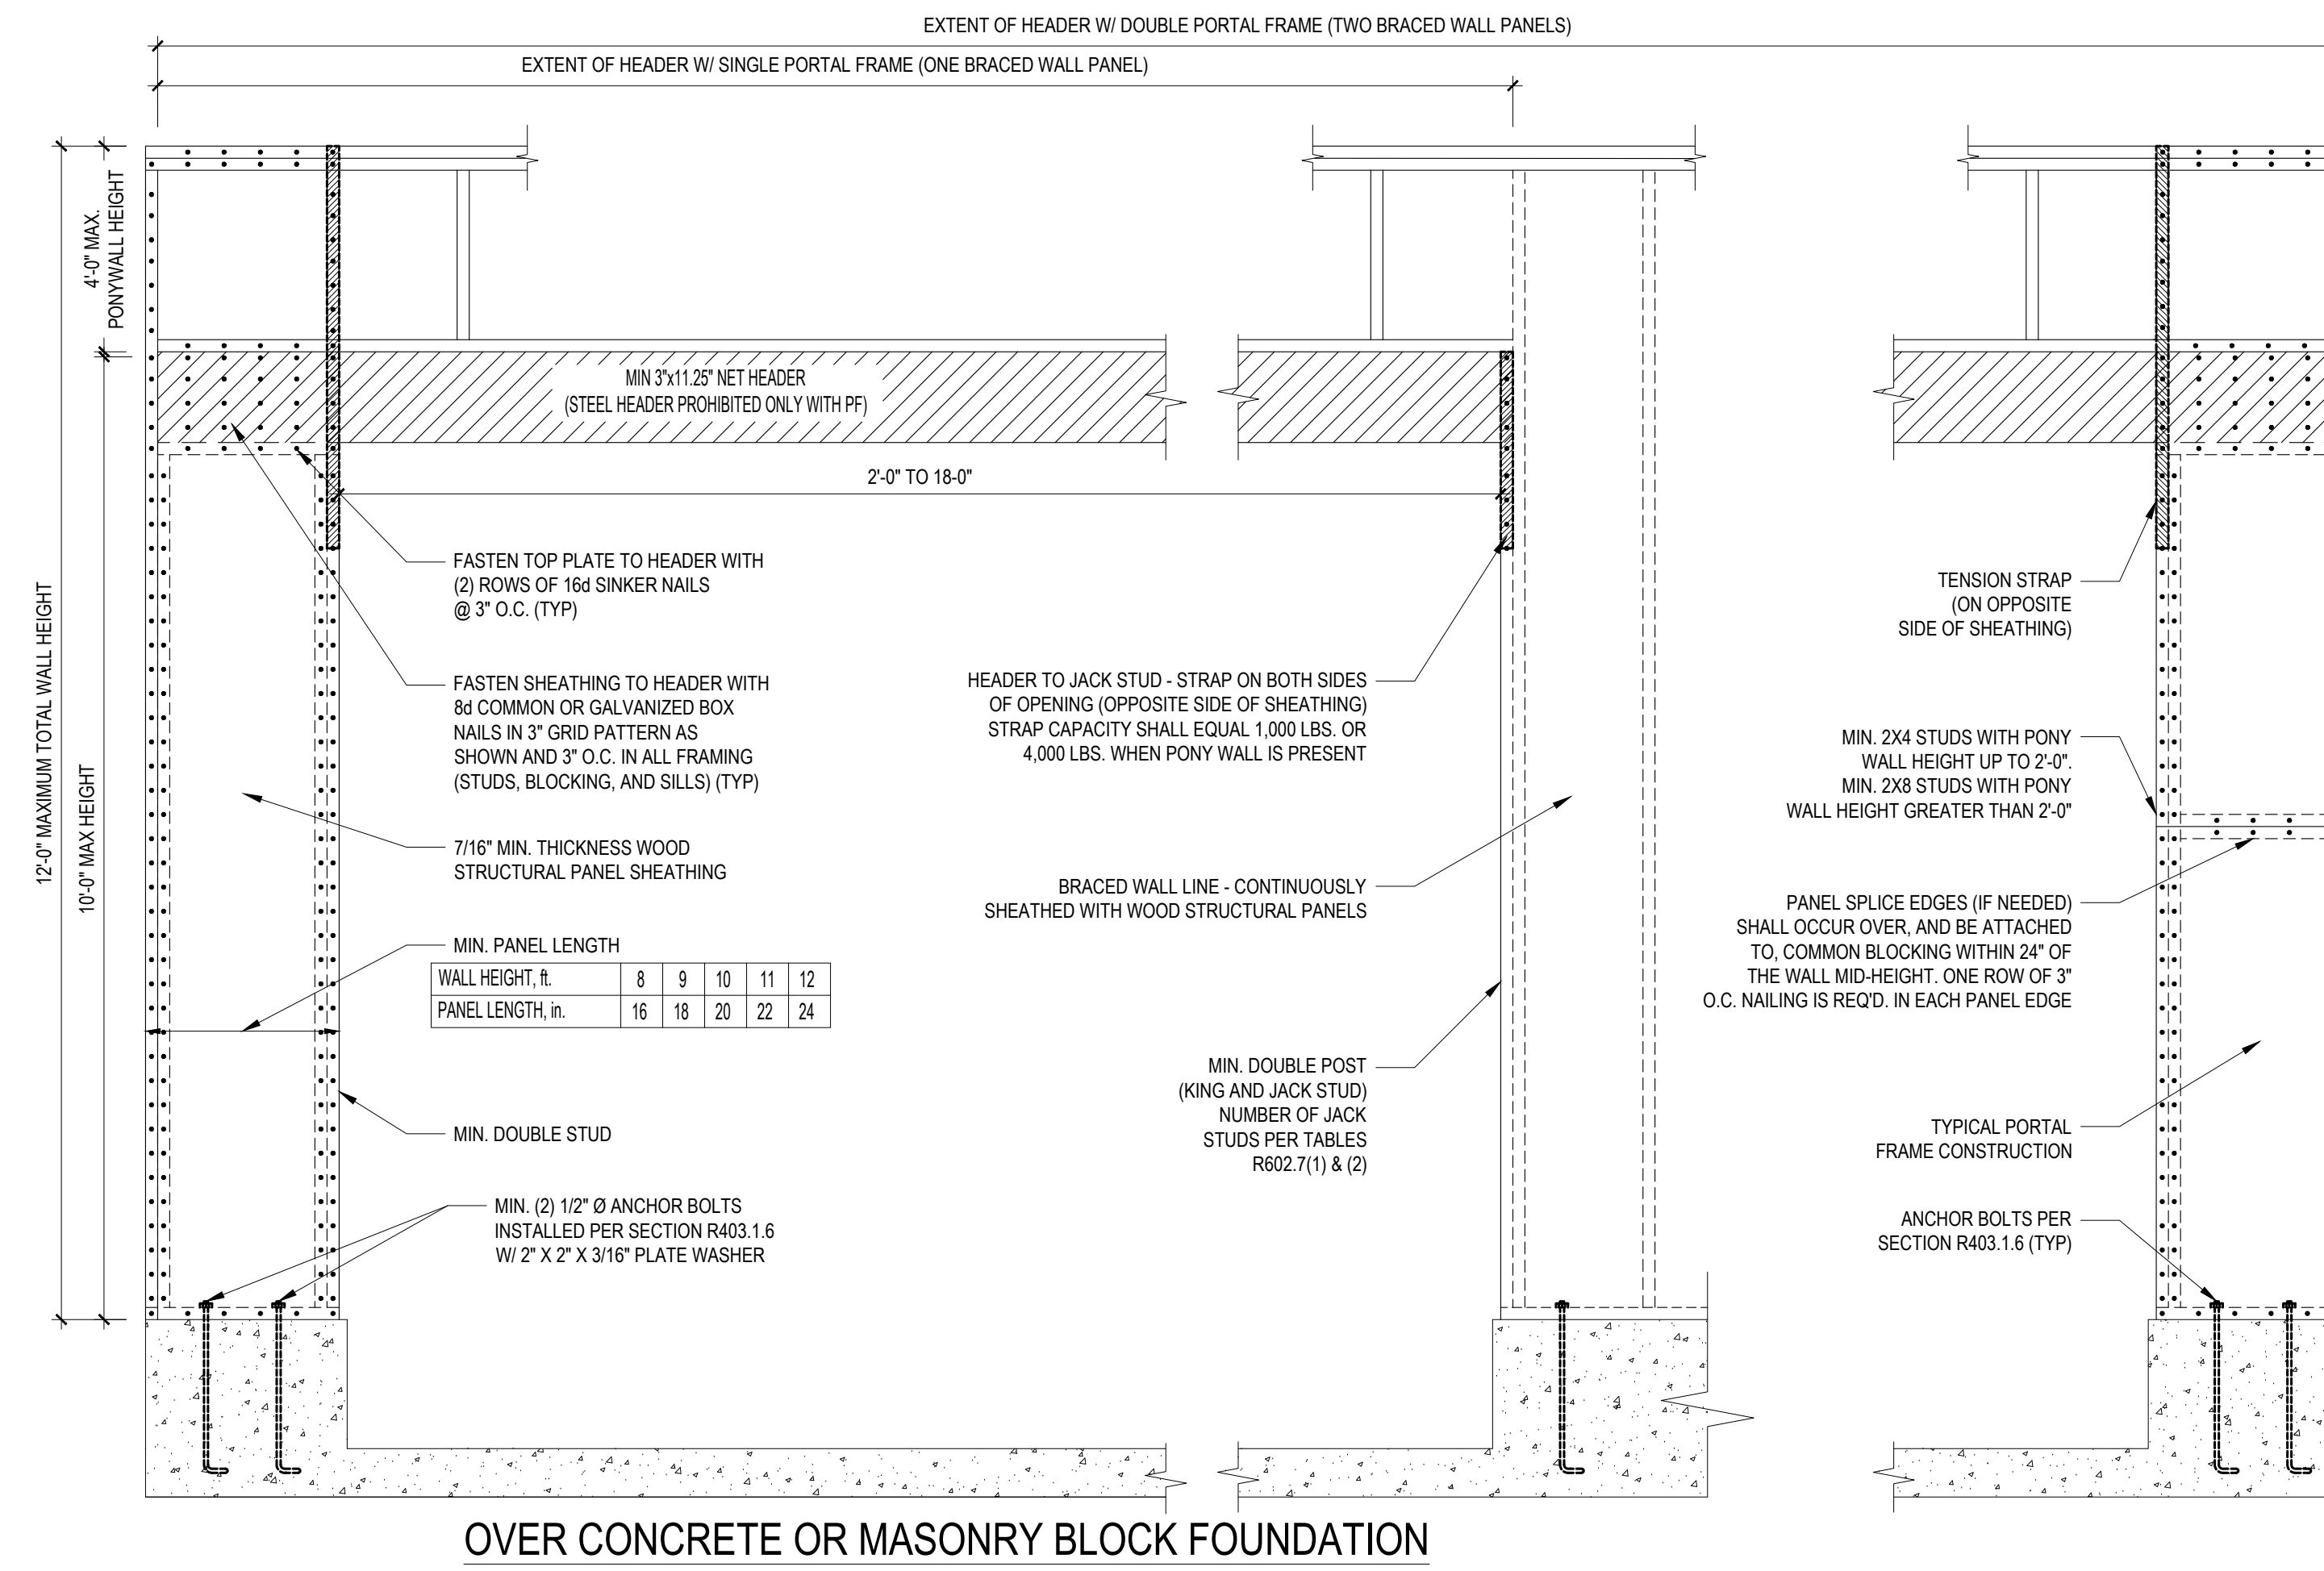 EXTENT OF HEADER W/ DOUBLE PORTAL FRAME (TWO BRACED WALL PANELS)
EXTENT OF HEADER W/ SINGLE PORTAL FRAME (ONE BRACED WALL PANEL)
4'-0" MAX.
PONYWALL HEIGHT
12'-0" MAXIMUM TOTAL WALL HEIGHT
10'-0" MAX HEIGHT
MIN 3"x11.25" NET HEADER
(STEEL HEADER PROHIBITED ONLY WITH PF)
2'-0" TO 18-0"
FASTEN TOP PLATE TO HEADER WITH
(2) ROWS OF 16d SINKER NAILS
@ 3" O.C. (TYP)
FASTEN SHEATHING TO HEADER WITH
8d COMMON OR GALVANIZED BOX
NAILS IN 3" GRID PATTERN AS
SHOWN AND 3" O.C. IN ALL FRAMING
(STUDS, BLOCKING, AND SILLS) (TYP)
7/16" MIN. THICKNESS WOOD
STRUCTURAL PANEL SHEATHING
MIN. PANEL LENGTH
WALL HEIGHT, ft. 8 9 10 11 12
PANEL LENGTH, in. 16 18 20 22 24
MIN. DOUBLE STUD
MIN. (2) 1/2" Ø ANCHOR BOLTS
INSTALLED PER SECTION R403.1.6
W/ 2" X 2" X 3/16" PLATE WASHER
HEADER TO JACK STUD - STRAP ON BOTH SIDES
OF OPENING (OPPOSITE SIDE OF SHEATHING)
STRAP CAPACITY SHALL EQUAL 1,000 LBS. OR
4,000 LBS. WHEN PONY WALL IS PRESENT
BRACED WALL LINE - CONTINUOUSLY
SHEATHED WITH WOOD STRUCTURAL PANELS
MIN. DOUBLE POST
(KING AND JACK STUD)
NUMBER OF JACK
STUDS PER TABLES
R602.7(1) & (2)
TENSION STRAP
(ON OPPOSITE
SIDE OF SHEATHING)
MIN. 2X4 STUDS WITH PONY
WALL HEIGHT UP TO 2'-0".
MIN. 2X8 STUDS WITH PONY
WALL HEIGHT GREATER THAN 2'-0"
PANEL SPLICE EDGES (IF NEEDED)
SHALL OCCUR OVER, AND BE ATTACHED
TO, COMMON BLOCKING WITHIN 24" OF
THE WALL MID-HEIGHT. ONE ROW OF 3"
O.C. NAILING IS REQ'D. IN EACH PANEL EDGE
TYPICAL PORTAL
FRAME CONSTRUCTION
ANCHOR BOLTS PER
SECTION R403.1.6 (TYP)
OVER CONCRETE OR MASONRY BLOCK FOUNDATION